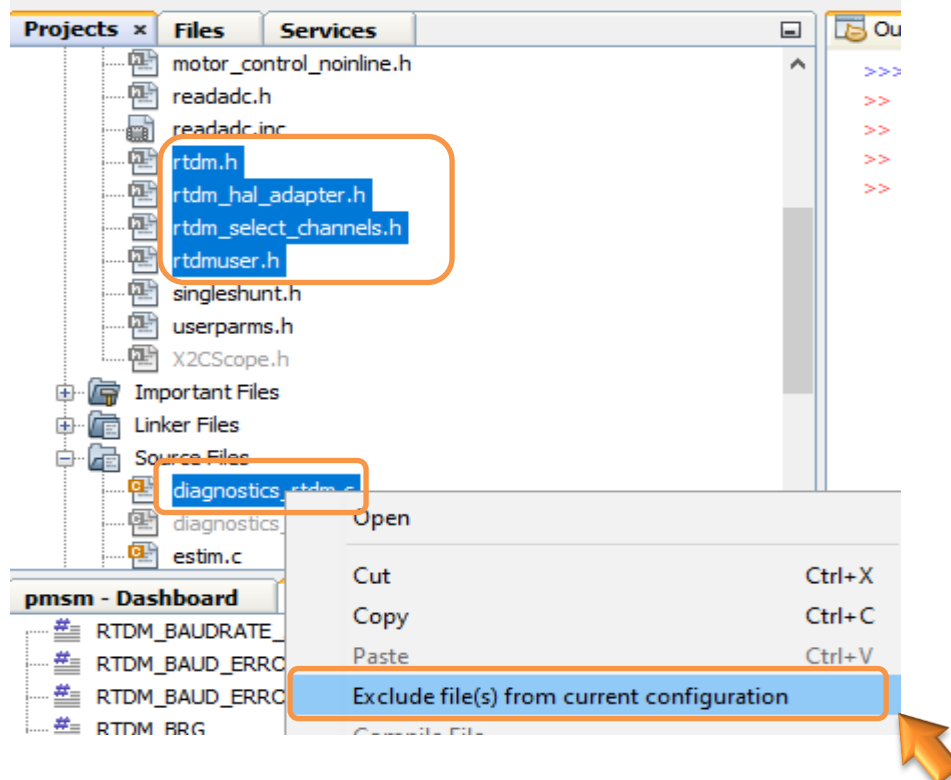 Projects × Files Services
Ou
motor_control_noinline.h
>>>
readadc.h
>>
readadc.inc
>>
rtdm.h
>>
rtdm_hal_adapter.h
>>
rtdm_select_channels.h
rtdmuser.h
singleshunt.h
userparms.h
X2CScope.h
Important Files
Linker Files
Source Files
diagnostics_rtdm.c
diagnostics_
Open
estim.c
Cut Ctrl+X
pmsm - Dashboard
Copy Ctrl+C
RTDM_BAUDRATE_
Paste Ctrl+V
RTDM_BAUD_ERRO
Exclude file(s) from current configuration
RTDM_BAUD_ERRO
RTDM_BRG
Compile File